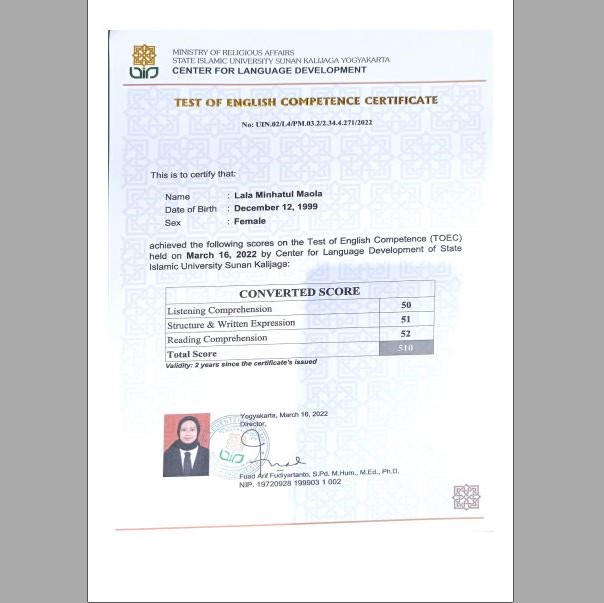 MINISTRY OF RELIGIOUS AFFAIRS
STATE ISLAMIC UNIVERSITY SUNAN KALIJAGA YOGYAKARTA
CENTER FOR LANGUAGE DEVELOPMENT
uin
TEST OF ENGLISH COMPETENCE CERTIFICATE
No: UIN.02/L4/PM.03.2/2.34.4.271/2022
This is to certify that:
Name : Lala Minhatul Maola
Date of Birth : December 12, 1999
Sex : Female
achieved the following scores on the Test of English Competence (TOEC)
held on March 16, 2022 by Center for Language Development of State
Islamic University Sunan Kalijaga:
CONVERTED SCORE
Listening Comprehension 50
Structure & Written Expression 51
Reading Comprehension 52
Total Score 510
Validity: 2 years since the certificate's issued
Yogyakarta, March 16, 2022
Director,
uin
Fuad Arif Fudiyartanto, S.Pd. M.Hum., M.Ed., Ph.D.
NIP. 19720928 199903 1 002